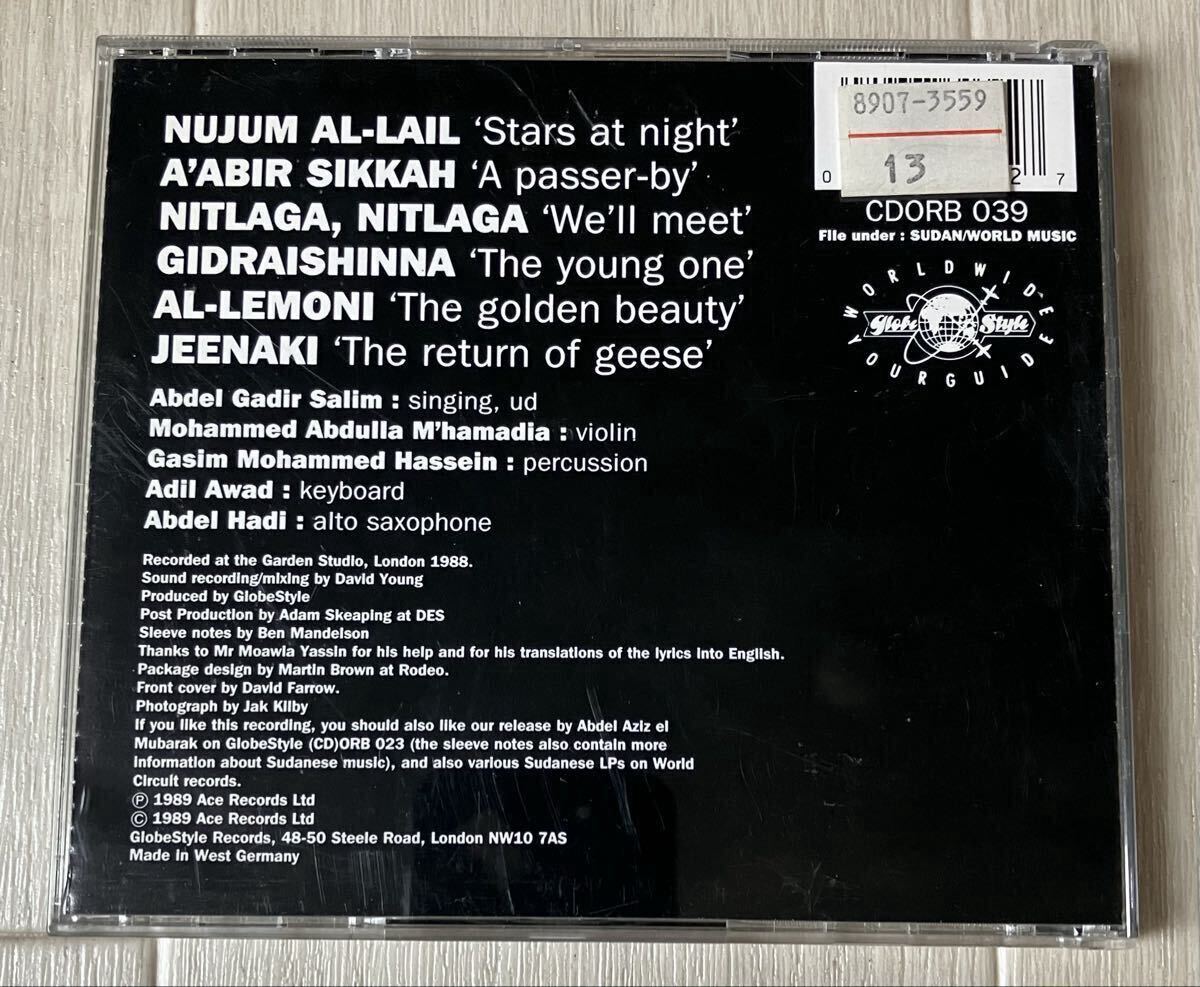 NUJUM AL-LAIL 'Stars at night'
A'ABIR SIKKAH 'A passer-by'
NITLAGA, NITLAGA 'We'll meet'
GIDRAISHINNA 'The young one'
AL-LEMONI 'The golden beauty'
JEENAKI 'The return of geese'
Abdel Gadir Salim : singing, ud
Mohammed Abdulla M'hamadia : violin
Gasim Mohammed Hassein : percussion
Adil Awad : keyboard
Abdel Hadi : alto saxophone
Recorded at the Garden Studio, London 1988.
Sound recording/mixing by David Young
Produced by GlobeStyle
Post Production by Adam Skeaping at DES
Sleeve notes by Ben Mandelson
Thanks to Mr Moawia Yassin for his help and for his translations of the lyrics into English.
Package design by Martin Brown at Rodeo.
Front cover by David Farrow.
Photograph by Jak Kilby
If you like this recording, you should also like our release by Abdel Aziz el
Mubarak on GlobeStyle (CD)ORB 023 (the sleeve notes also contain more
information about Sudanese music), and also various Sudanese LPs on World
Circuit records.
℗ 1989 Ace Records Ltd
© 1989 Ace Records Ltd
GlobeStyle Records, 48-50 Steele Road, London NW10 7AS
Made in West Germany
8907-3559
13
0 2 7
CDORB 039
File under : SUDAN/WORLD MUSIC
WORLDWIDE
Globe Style
YOUR GUIDE